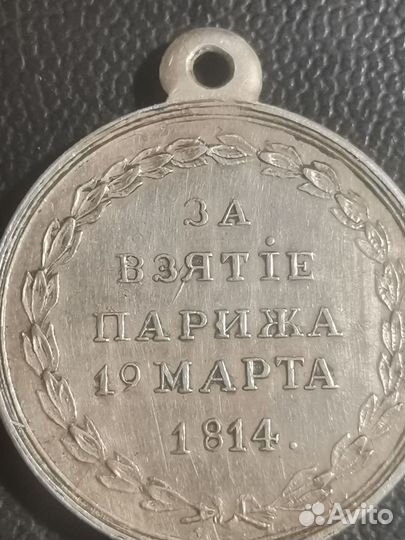 ЗА
ВЗЯТІЕ
ПАРИЖА
19 МАРТА
1814.
Avito